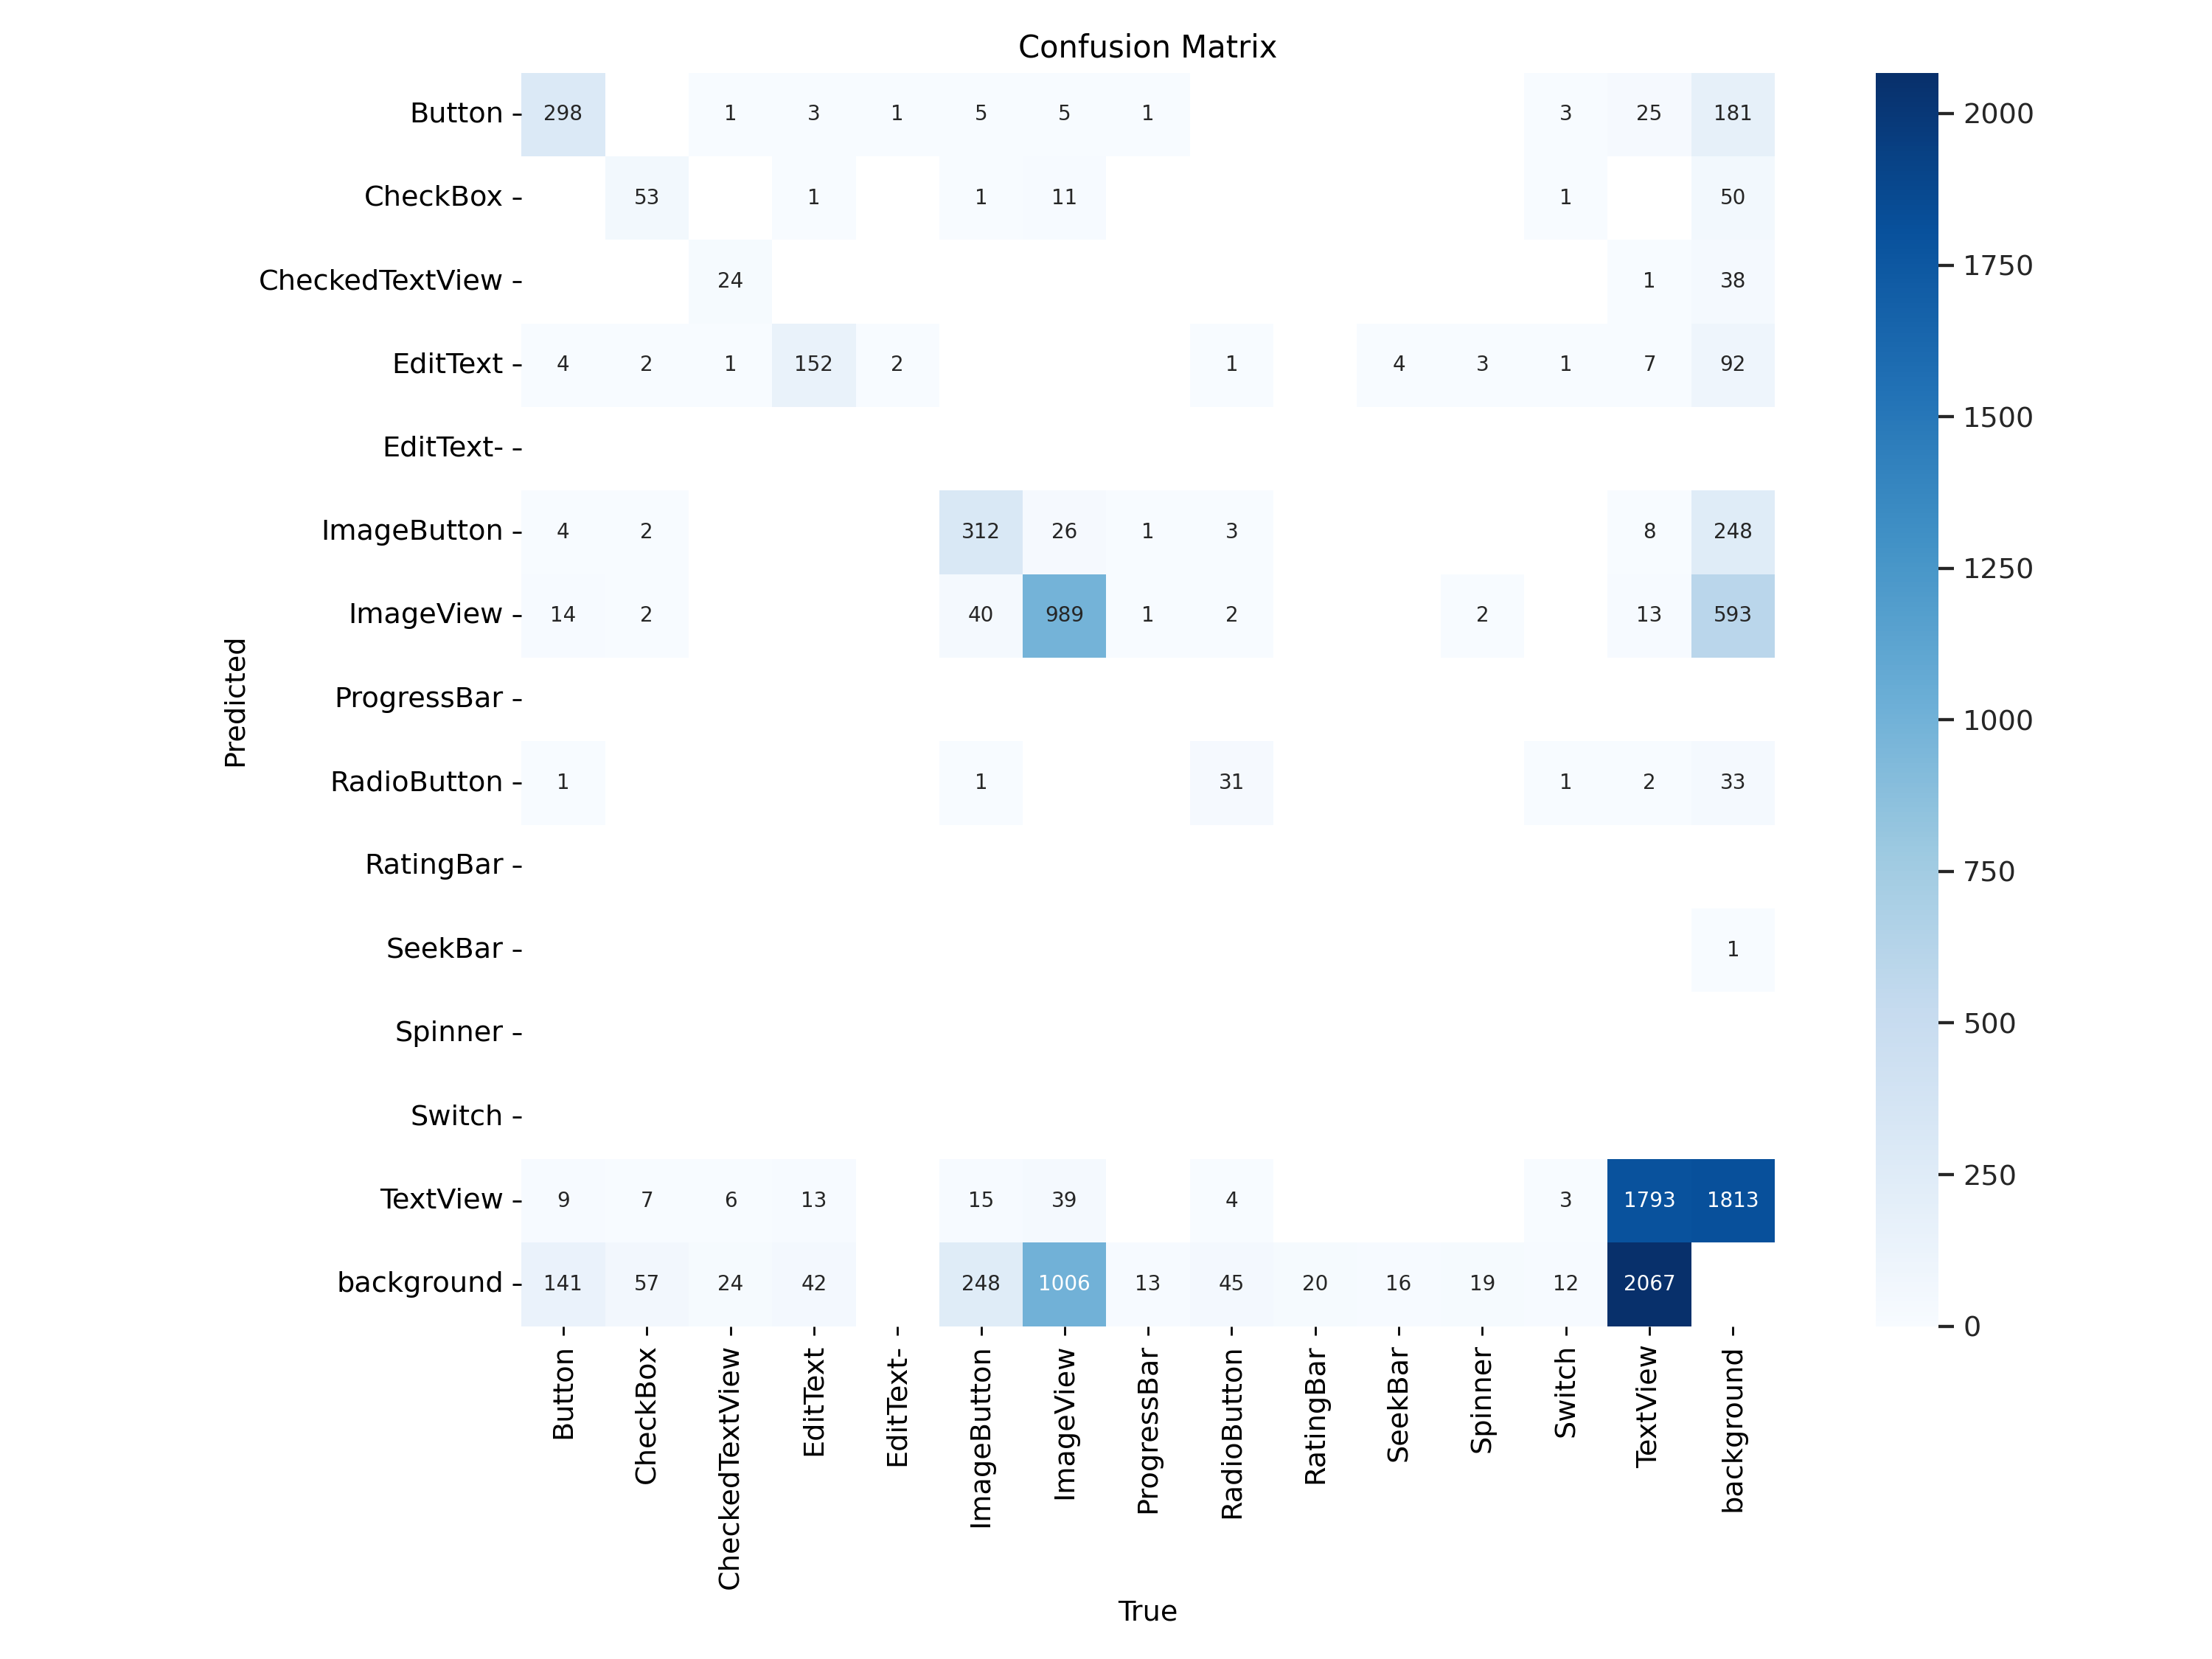 Confusion Matrix
Button 298 1 3 1 5 5 1 3 25 181
CheckBox 53 1 1 11 1 50
CheckedTextView 24 1 38
EditText 4 2 1 152 2 1 4 3 1 7 92
EditText-
ImageButton 4 2 312 26 1 3 8 248
ImageView 14 2 40 989 1 2 2 13 593
ProgressBar
RadioButton 1 1 31 1 2 33
RatingBar
SeekBar 1
Spinner
Switch
TextView 9 7 6 13 15 39 4 3 1793 1813
background 141 57 24 42 248 1006 13 45 20 16 19 12 2067
Button CheckBox CheckedTextView EditText EditText- ImageButton ImageView ProgressBar RadioButton RatingBar SeekBar Spinner Switch TextView background
True
Predicted
2000
1750
1500
1250
1000
750
500
250
0